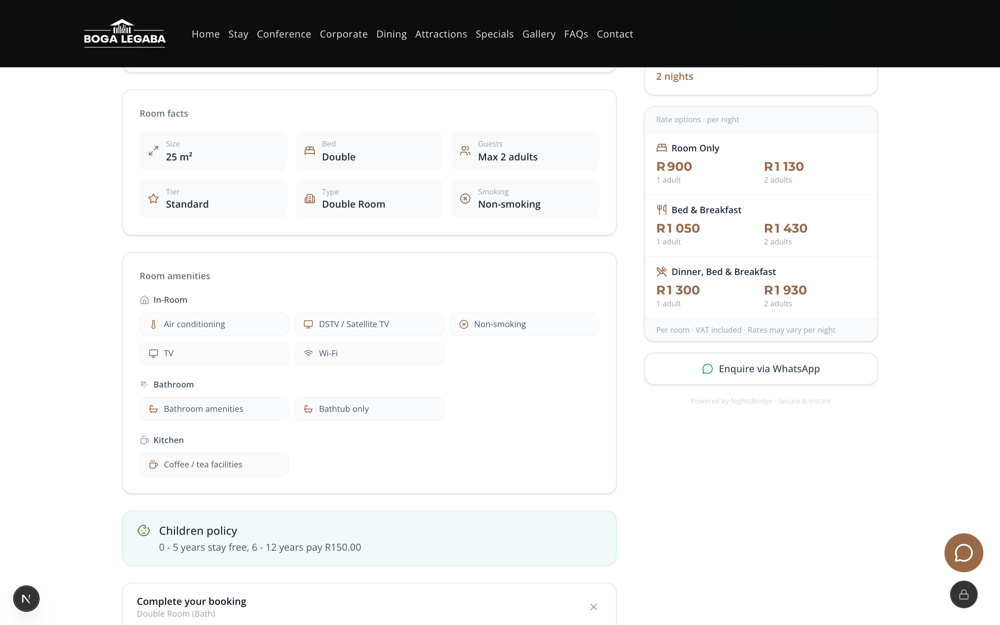 BOGA LEGABA
Home Stay Conference Corporate Dining Attractions Specials Gallery FAQs Contact
2 nights
Room facts
Size
25 m²
Bed
Double
Guests
Max 2 adults
Tier
Standard
Type
Double Room
Smoking
Non-smoking
Room amenities
In-Room
Air conditioning
DSTV / Satellite TV
Non-smoking
TV
Wi-Fi
Bathroom
Bathroom amenities
Bathtub only
Kitchen
Coffee / tea facilities
Children policy
0 - 5 years stay free, 6 - 12 years pay R150.00
Complete your booking
Double Room (Bath)
Rate options · per night
Room Only
R 900 R 1 130
1 adult 2 adults
Bed & Breakfast
R 1 050 R 1 430
1 adult 2 adults
Dinner, Bed & Breakfast
R 1 300 R 1 930
1 adult 2 adults
Per room · VAT included · Rates may vary per night
Enquire via WhatsApp
Powered by NightsBridge · Secure & Instant
N